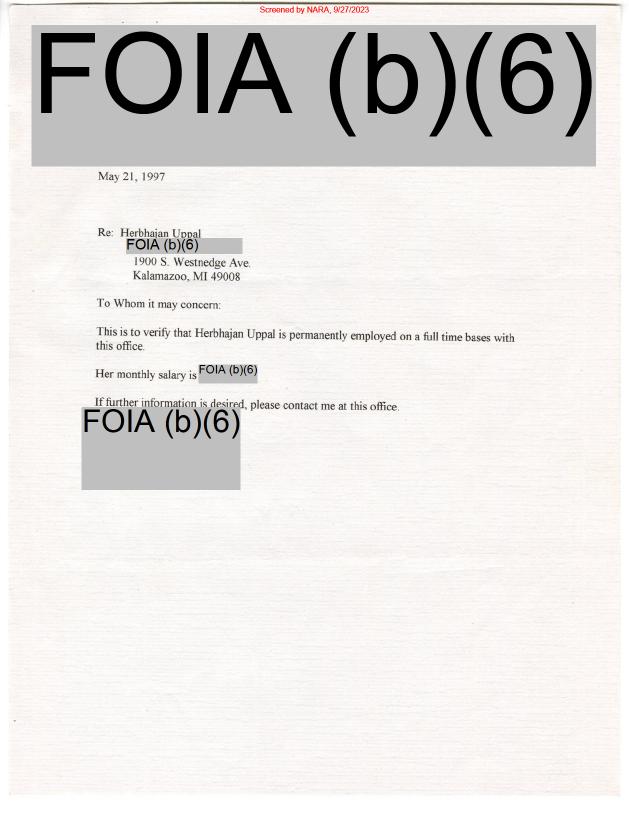 Screened by NARA, 9/27/2023
FOIA (b)(6)
May 21, 1997
Re: Herbhajan Uppal
FOIA (b)(6)
1900 S. Westnedge Ave.
Kalamazoo, MI 49008
To Whom it may concern:
This is to verify that Herbhajan Uppal is permanently employed on a full time bases with
this office.
Her monthly salary is FOIA (b)(6)
If further information is desired, please contact me at this office.
FOIA (b)(6)